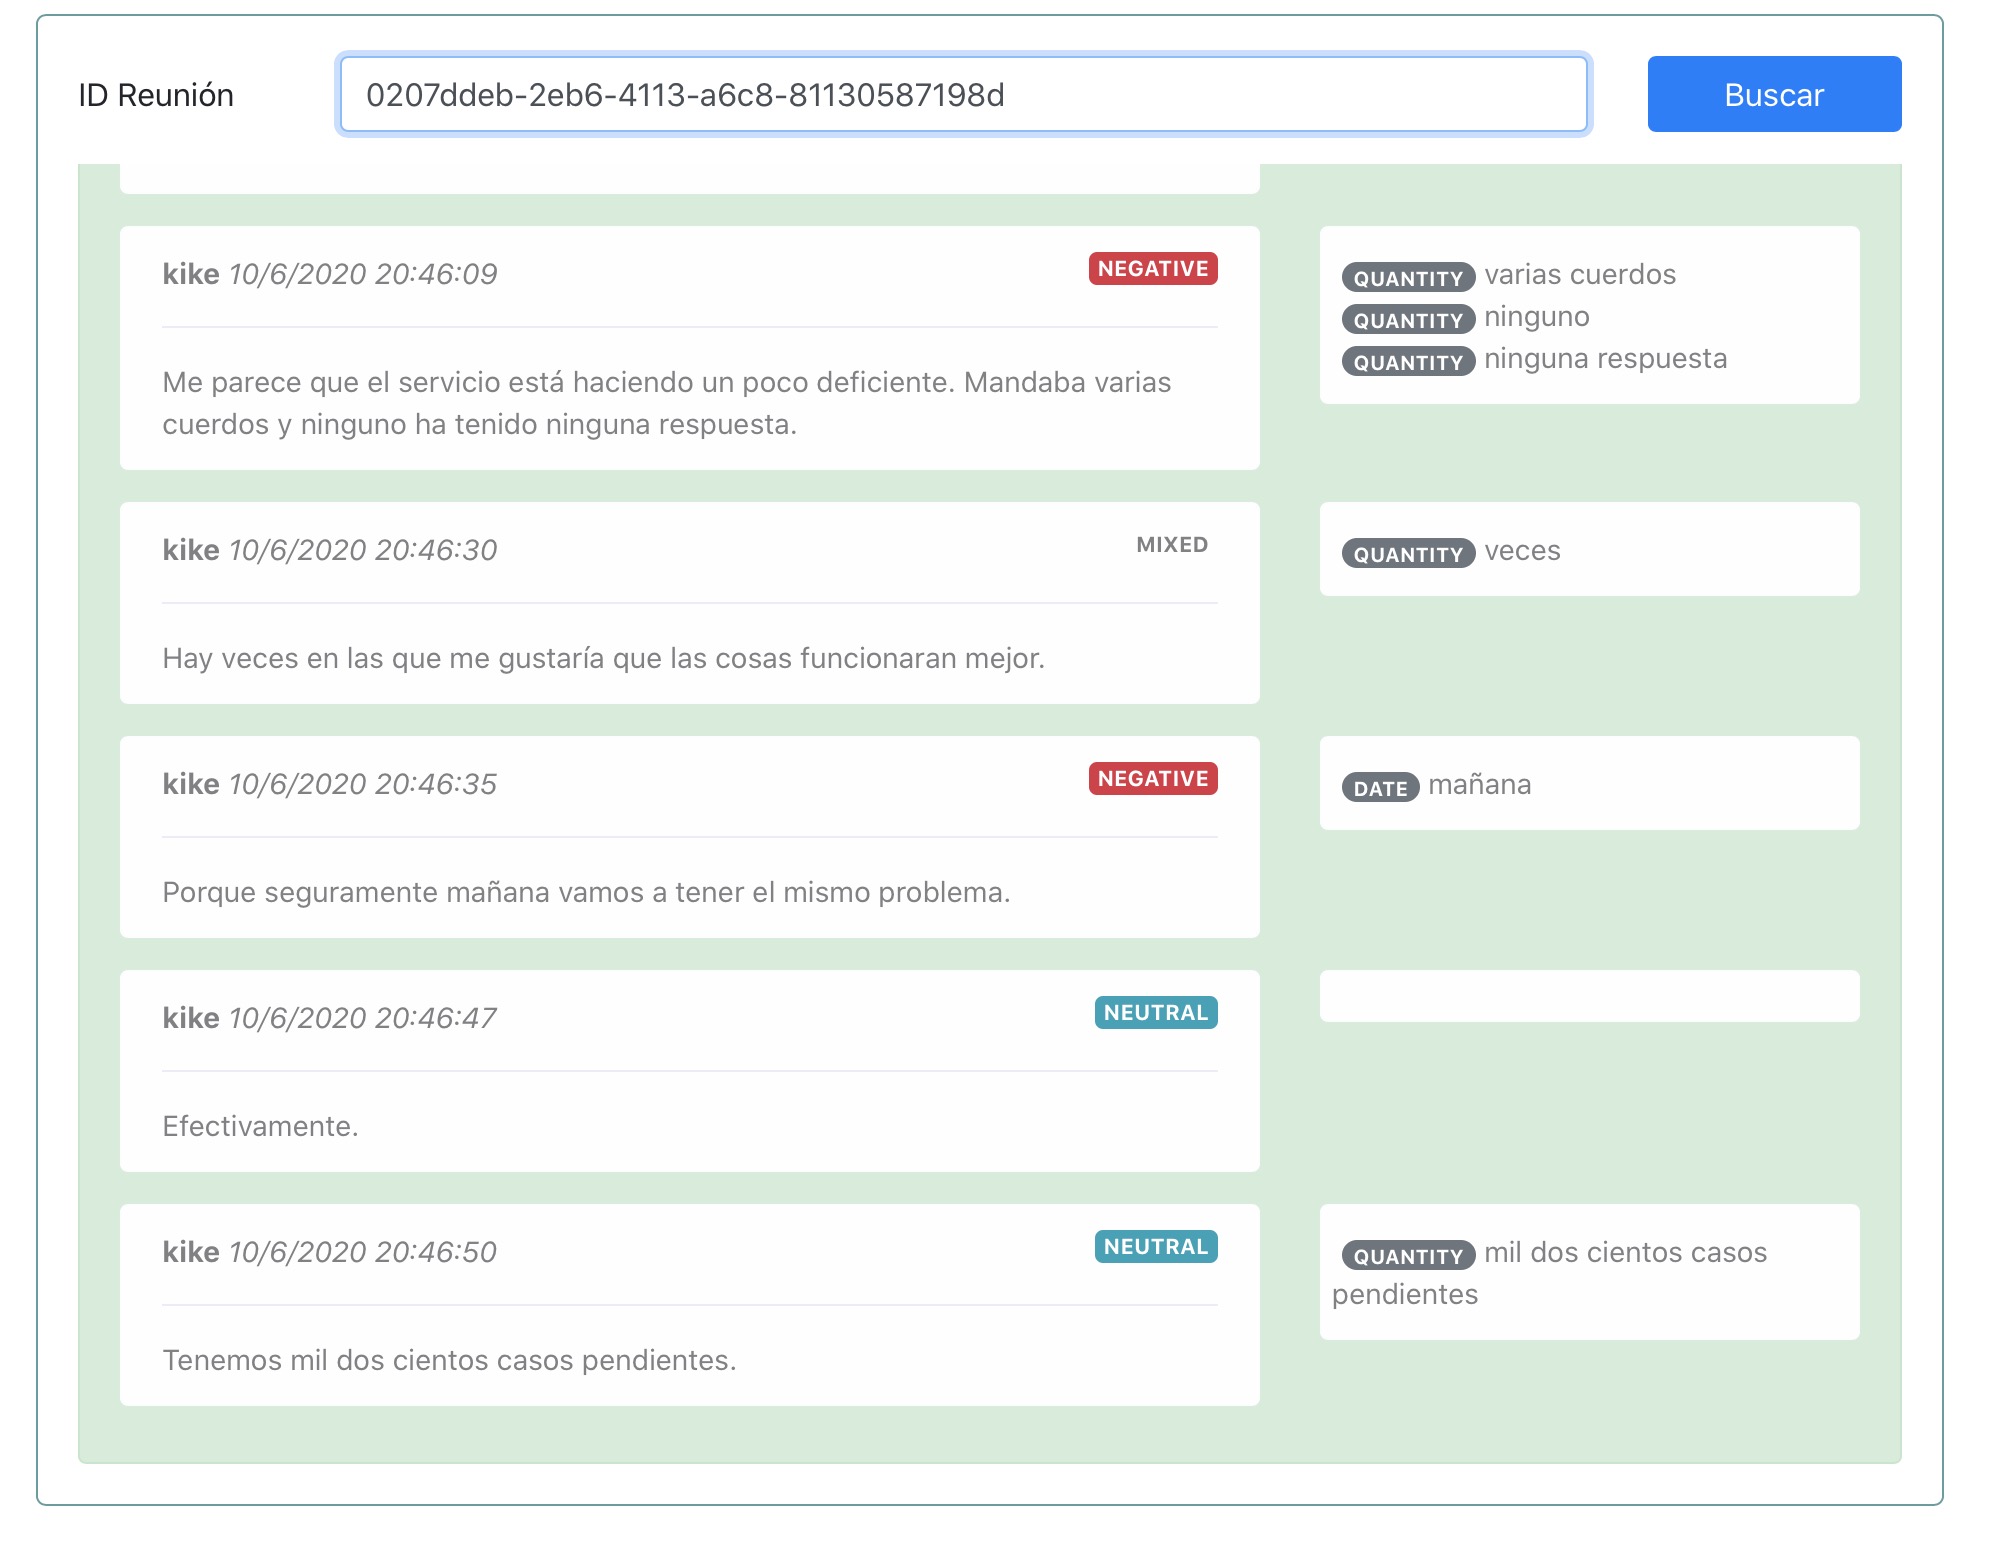 ID Reunión
0207ddeb-2eb6-4113-a6c8-81130587198d
Buscar
kike 10/6/2020 20:46:09
NEGATIVE
Me parece que el servicio está haciendo un poco deficiente. Mandaba varias
cuerdos y ninguno ha tenido ninguna respuesta.
QUANTITY varias cuerdos
QUANTITY ninguno
QUANTITY ninguna respuesta
kike 10/6/2020 20:46:30
MIXED
Hay veces en las que me gustaría que las cosas funcionaran mejor.
QUANTITY veces
kike 10/6/2020 20:46:35
NEGATIVE
Porque seguramente mañana vamos a tener el mismo problema.
DATE mañana
kike 10/6/2020 20:46:47
NEUTRAL
Efectivamente.
kike 10/6/2020 20:46:50
NEUTRAL
Tenemos mil dos cientos casos pendientes.
QUANTITY mil dos cientos casos
pendientes